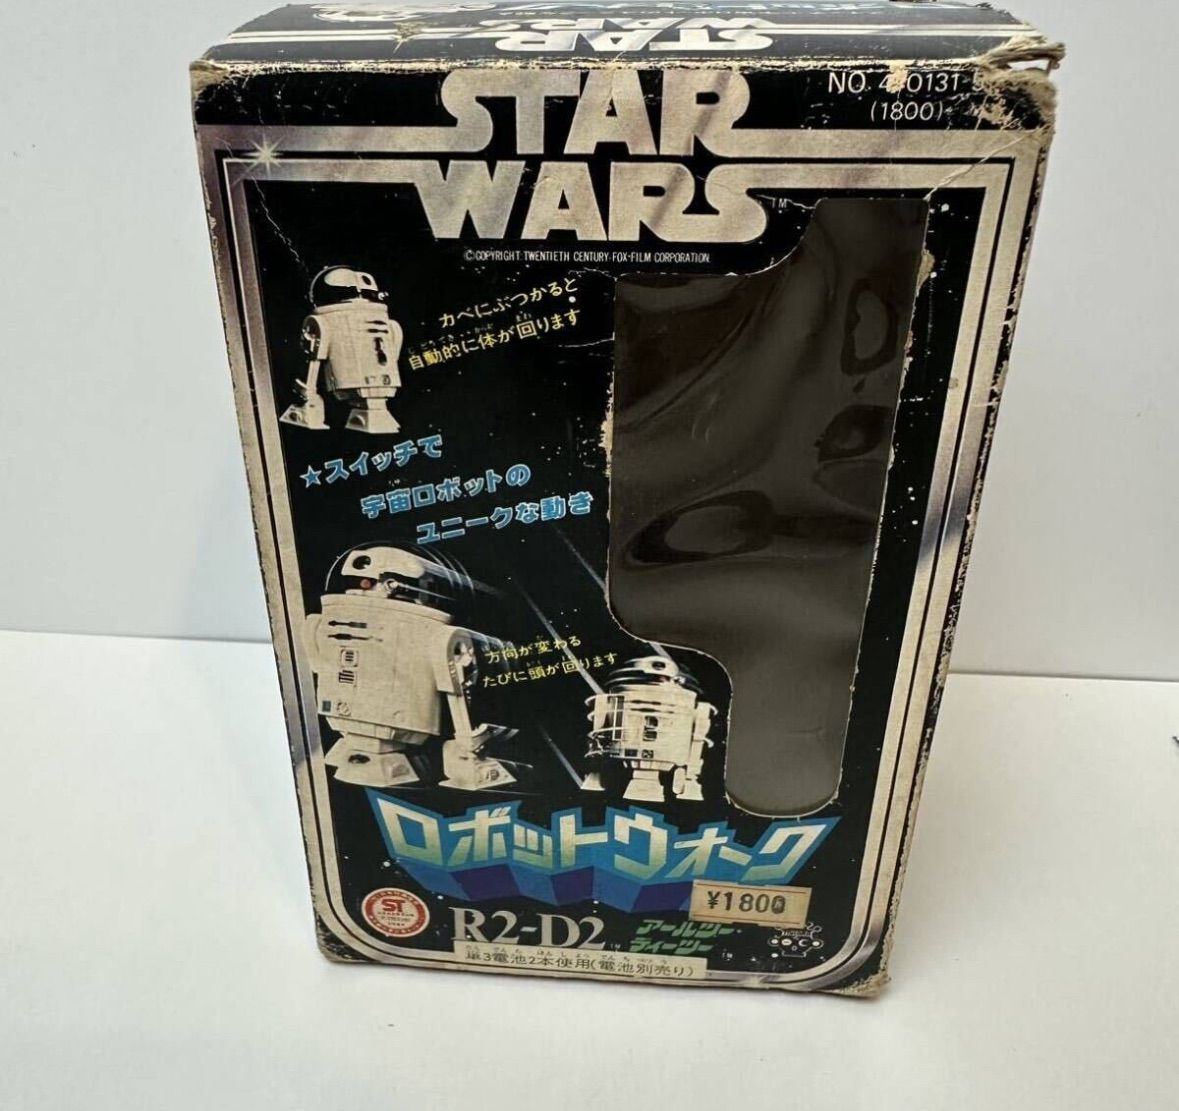 STAR
WARS
STAR
WARS
TM
NO.
(1800)
©COPYRIGHT TWENTIETH CENTURY-FOX-FILM CORPORATION
カベにぶつかると
自動的に体が回ります
★スイッチで
宇宙ロボットの
ユニークな動き
方向が変わる
たびに頭が回ります
ロボットウォーク
¥1800
ST
R2-D2
TM
アールツー・
ディーツー
単3電池2本使用(電池別売り)